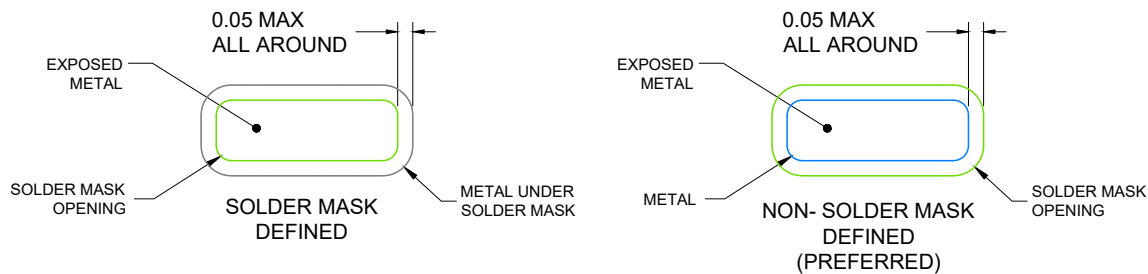 0.05 MAX
ALL AROUND
EXPOSED
METAL
SOLDER MASK
OPENING
METAL UNDER
SOLDER MASK
SOLDER MASK
DEFINED
0.05 MAX
ALL AROUND
EXPOSED
METAL
METAL
SOLDER MASK
OPENING
NON- SOLDER MASK
DEFINED
(PREFERRED)